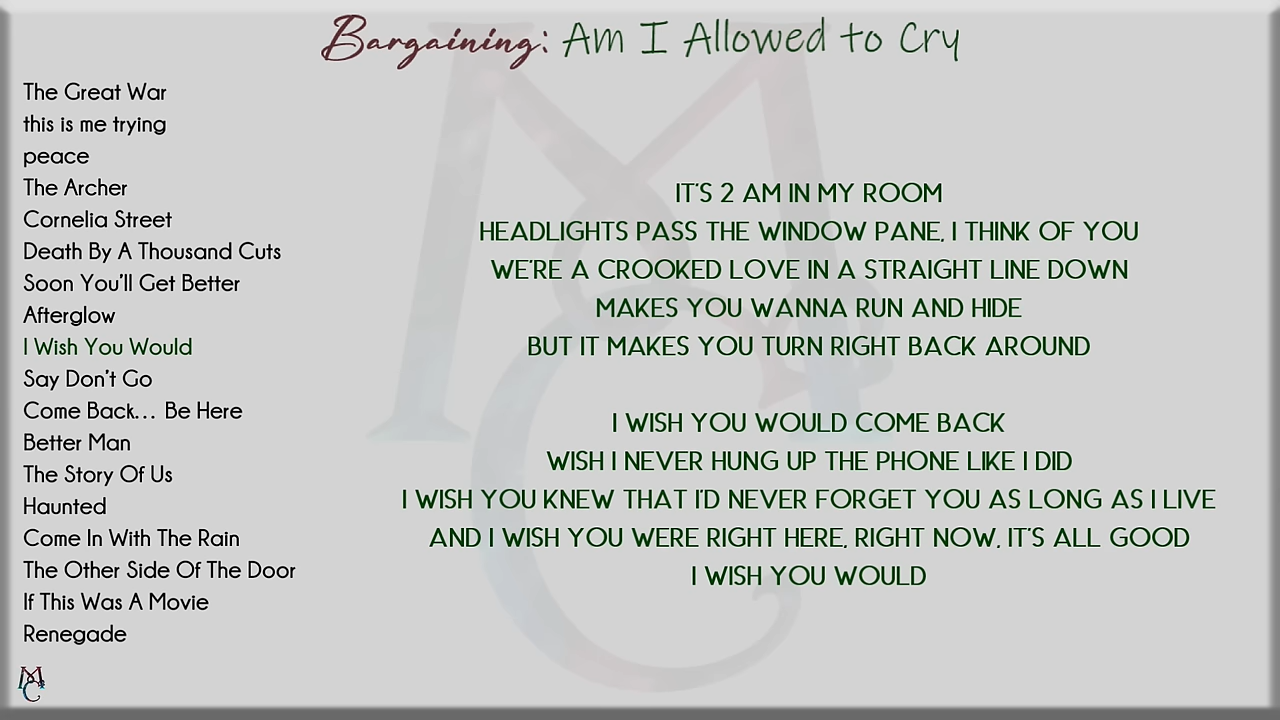 Bargaining: Am I Allowed to Cry
The Great War
this is me trying
peace
The Archer
Cornelia Street
Death By A Thousand Cuts
Soon You'll Get Better
Afterglow
I Wish You Would
Say Don't Go
Come Back... Be Here
Better Man
The Story Of Us
Haunted
Come In With The Rain
The Other Side Of The Door
If This Was A Movie
Renegade
IT'S 2 AM IN MY ROOM
HEADLIGHTS PASS THE WINDOW PANE, I THINK OF YOU
WE'RE A CROOKED LOVE IN A STRAIGHT LINE DOWN
MAKES YOU WANNA RUN AND HIDE
BUT IT MAKES YOU TURN RIGHT BACK AROUND
I WISH YOU WOULD COME BACK
WISH I NEVER HUNG UP THE PHONE LIKE I DID
I WISH YOU KNEW THAT I'D NEVER FORGET YOU AS LONG AS I LIVE
AND I WISH YOU WERE RIGHT HERE, RIGHT NOW, IT'S ALL GOOD
I WISH YOU WOULD